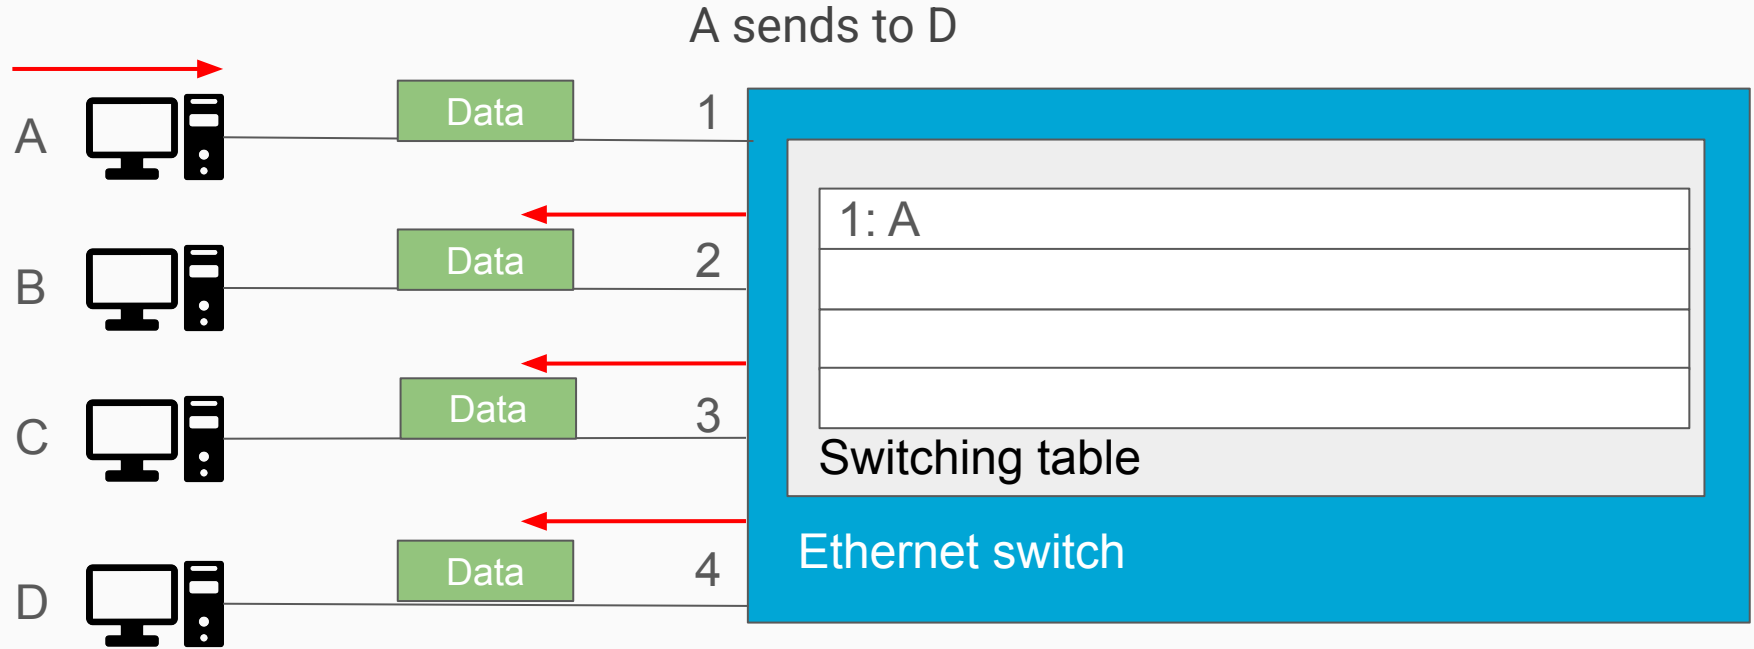 A sends to D
A
Data
1
1: A
B
Data
2
C
Data
3
Switching table
Ethernet switch
D
Data
4